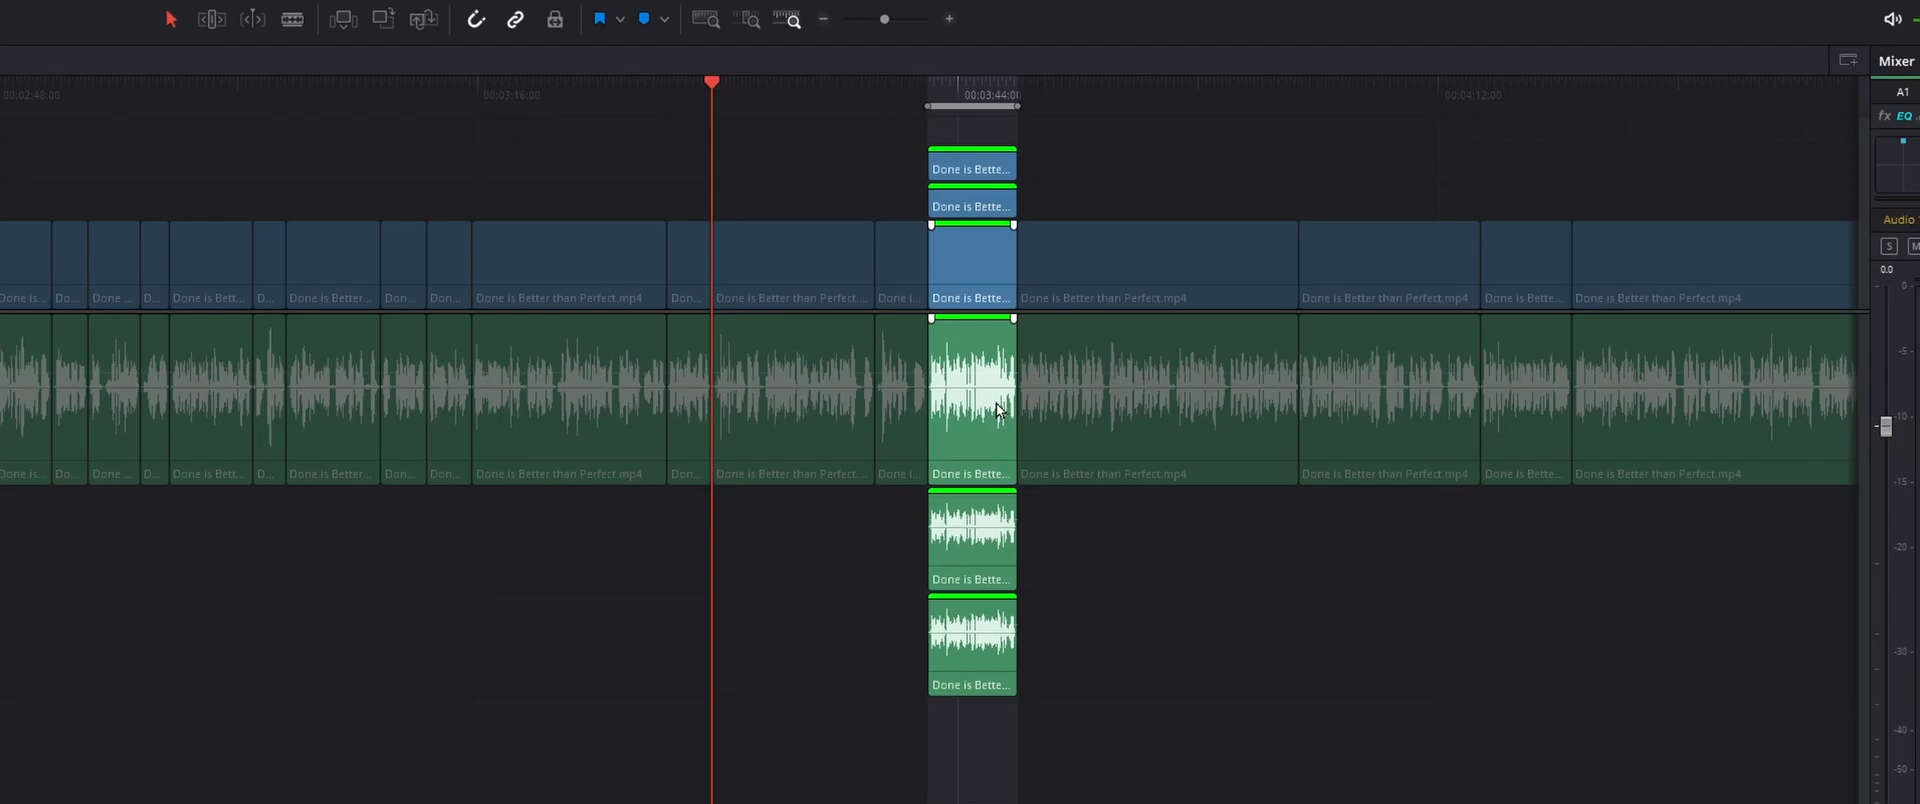 Mixer
00:02:48:00 00:03:16:00 00:03:44:00 00:04:12:00
A1
fx EQ
Done is Bette...
Done is Bette...
Audio
S M
0.0
Done is... Do... Done ... D... Done is Bett... D... Done is Better... Don... Don... Done is Better than Perfect.mp4 Don... Done is Better than Perfect.... Done i... Done is Bette... Done is Better than Perfect.mp4 Done is Better than Perfect.mp4 Done is Bette... Done is Better than Perfect.mp4
0
-5
-10
Done is... Do... Done ... D... Done is Bett... D... Done is Better... Don... Don... Done is Better than Perfect.mp4 Don... Done is Better than Perfect.... Done i... Done is Bette... Done is Better than Perfect.mp4 Done is Better than Perfect.mp4 Done is Bette... Done is Better than Perfect.mp4
-15
-20
Done is Bette...
-30
Done is Bette...
-40
-50